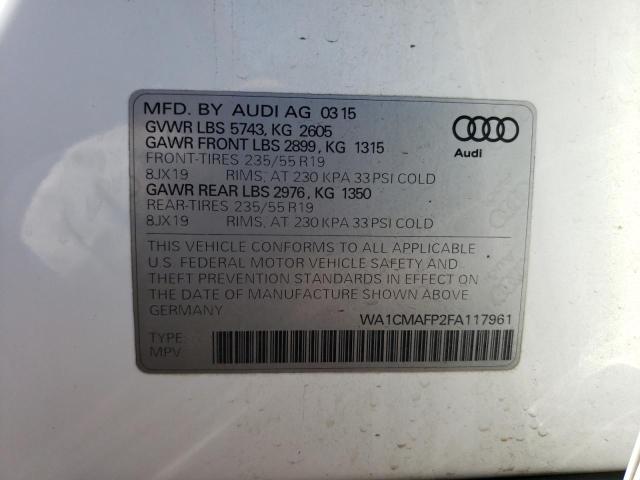 MFD. BY AUDI AG 03 15
GVWR LBS 5743, KG 2605
GAWR FRONT LBS 2899, KG 1315
FRONT-TIRES 235/55 R19
8JX19 RIMS, AT 230 KPA 33 PSI COLD
GAWR REAR LBS 2976, KG 1350
REAR-TIRES 235/55 R19
8JX19 RIMS, AT 230 KPA 33 PSI COLD
Audi
THIS VEHICLE CONFORMS TO ALL APPLICABLE
U.S. FEDERAL MOTOR VEHICLE SAFETY AND
THEFT PREVENTION STANDARDS IN EFFECT ON
THE DATE OF MANUFACTURE SHOWN ABOVE
GERMANY
WA1CMAFP2FA117961
TYPE:
MPV